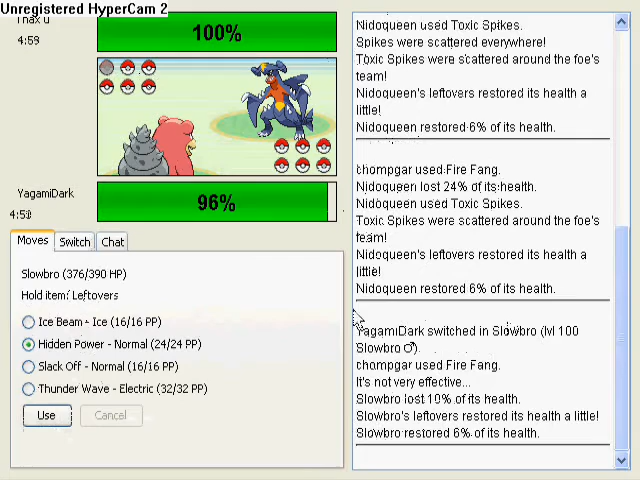 Unregistered HyperCam 2
Thax u
4:59
100%
YagamiDark
4:59
96%
Moves
Switch
Chat
Slowbro (376/390 HP)
Hold item: Leftovers
Ice Beam - Ice (16/16 PP)
Hidden Power - Normal (24/24 PP)
Slack Off - Normal (16/16 PP)
Thunder Wave - Electric (32/32 PP)
Use
Cancel
Nidoqueen used Toxic Spikes.
Spikes were scattered everywhere!
Toxic Spikes were scattered around the foe's
team!
Nidoqueen's leftovers restored its health a
little!
Nidoqueen restored 6% of its health.
chompgar used Fire Fang.
Nidoqueen lost 24% of its health.
Nidoqueen used Toxic Spikes.
Toxic Spikes were scattered around the foe's
team!
Nidoqueen's leftovers restored its health a
little!
Nidoqueen restored 6% of its health.
YagamiDark switched in Slowbro (lvl 100
Slowbro ♂).
chompgar used Fire Fang.
It's not very effective...
Slowbro lost 10% of its health.
Slowbro's leftovers restored its health a little!
Slowbro restored 6% of its health.